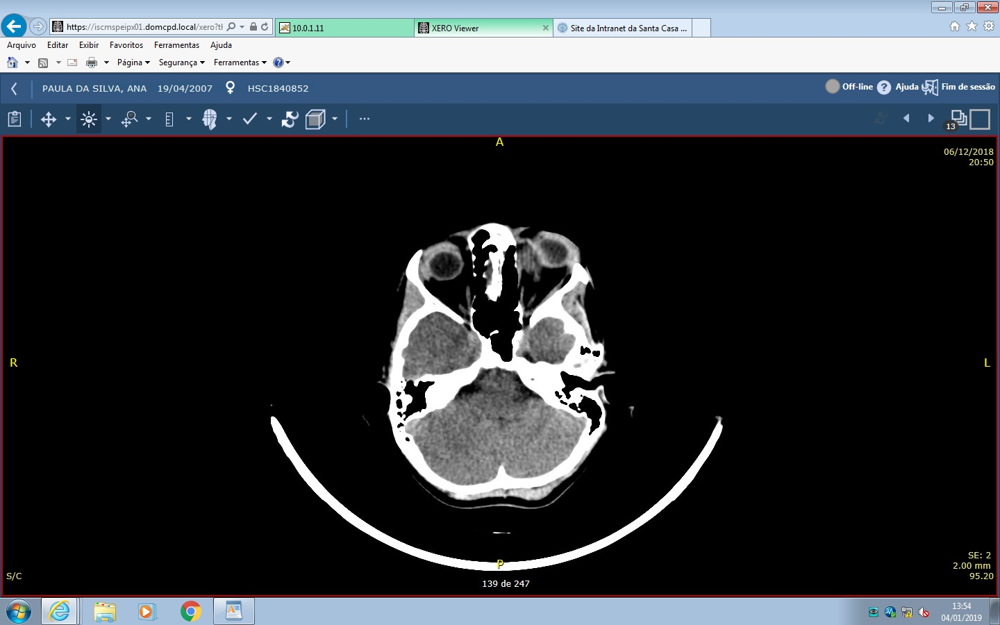 https://iscmspeipx01.domcpd.local/xero?tl
10.0.1.11
XERO Viewer
Site da Intranet da Santa Casa ...
Arquivo Editar Exibir Favoritos Ferramentas Ajuda
Página Segurança Ferramentas
PAULA DA SILVA, ANA 19/04/2007 HSC1840852
Off-line Ajuda Fim de sessão
13
A
06/12/2018
20:50
R
L
SE: 2
2.00 mm
95.20
P
S/C
139 de 247
13:54
04/01/2019